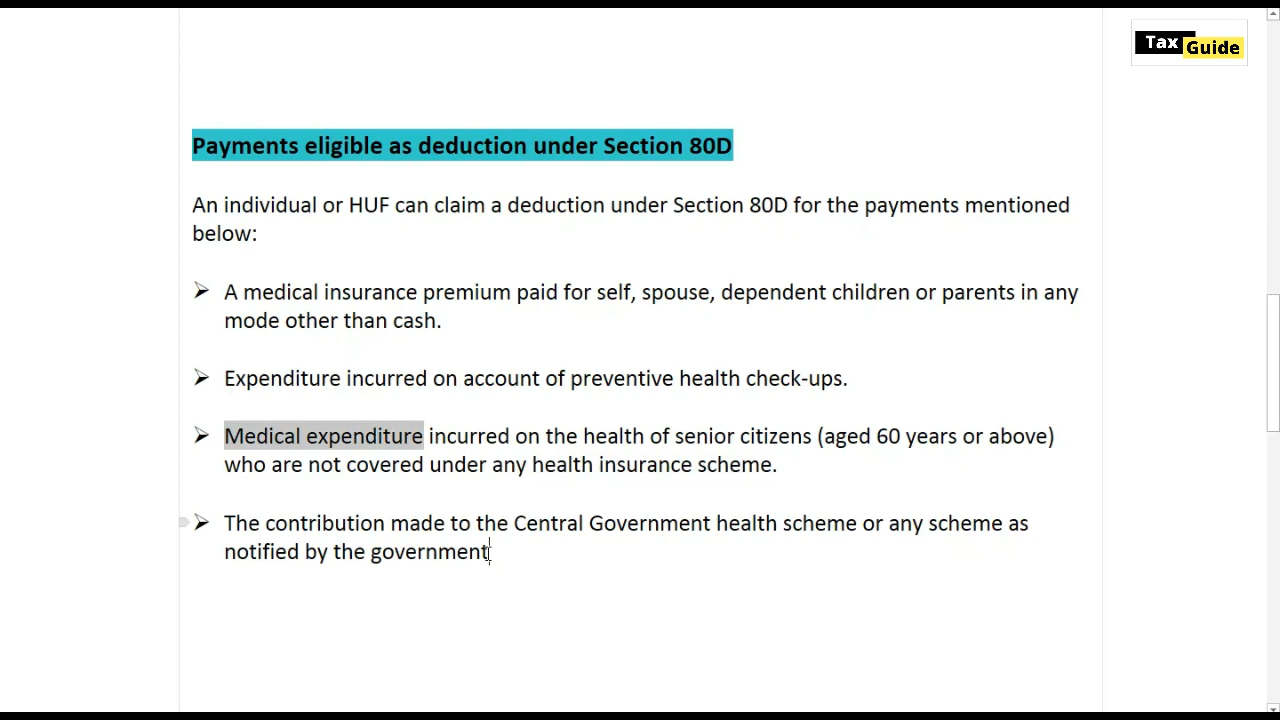 Tax Guide
Payments eligible as deduction under Section 80D
An individual or HUF can claim a deduction under Section 80D for the payments mentioned
below:
A medical insurance premium paid for self, spouse, dependent children or parents in any
mode other than cash.
Expenditure incurred on account of preventive health check-ups.
Medical expenditure incurred on the health of senior citizens (aged 60 years or above)
who are not covered under any health insurance scheme.
The contribution made to the Central Government health scheme or any scheme as
notified by the government